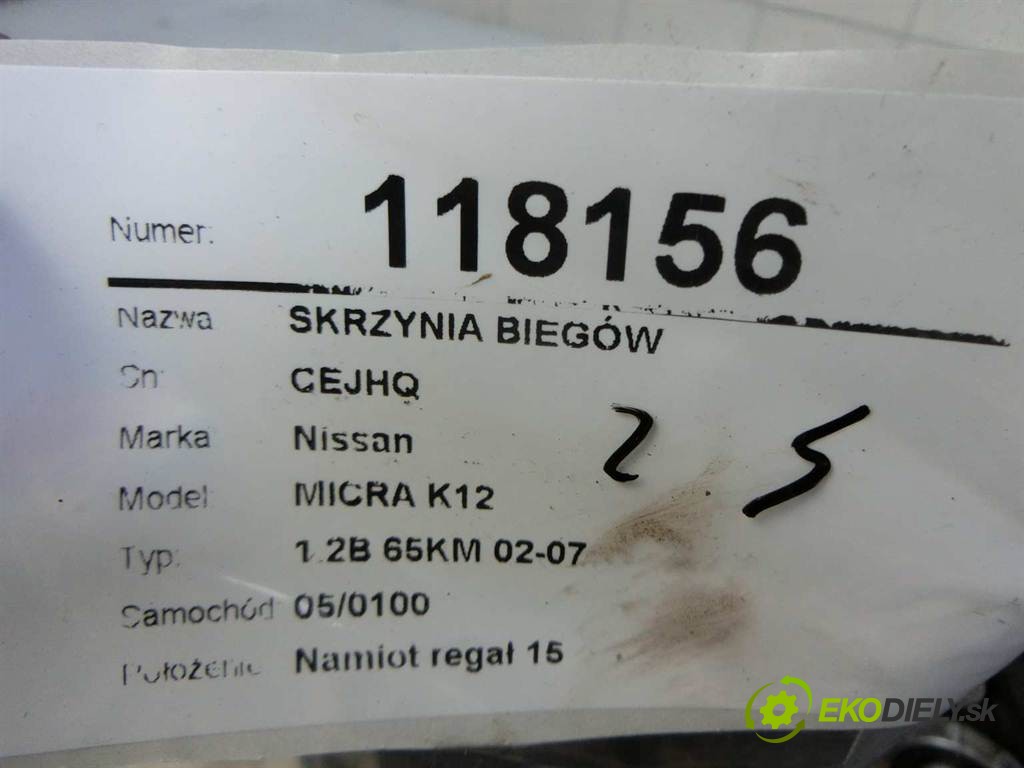 Numer: 118156
Nazwa SKRZYNIA BIEGÓW
Sn CEJHQ
Marka Nissan
Model MICRA K12
Typ: 1.2B 65KM 02-07
Samochód 05/0100
Położenie Namiot regał 15
2 5
EKODIELY.sk